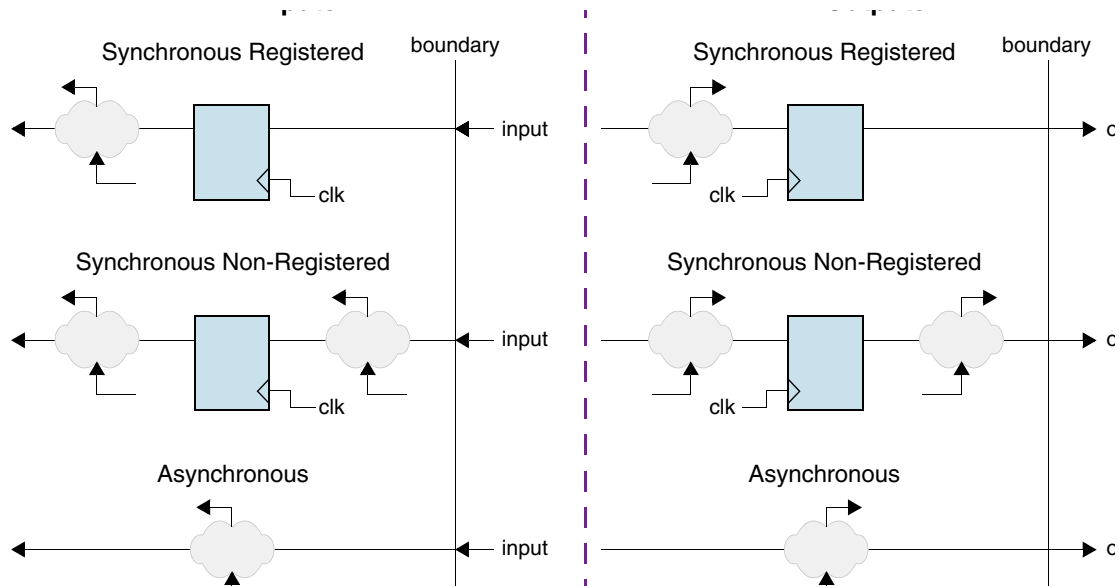 Synchronous Registered
boundary
input
clk
Synchronous Non-Registered
input
clk
Asynchronous
input
Synchronous Registered
boundary
clk
Synchronous Non-Registered
clk
Asynchronous